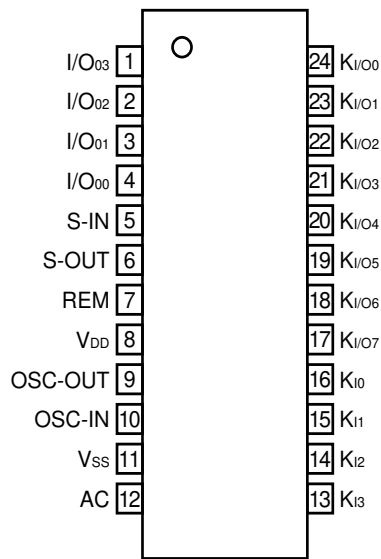 I/O03 1 24 KI/O0
I/O02 2 23 KI/O1
I/O01 3 22 KI/O2
I/O00 4 21 KI/O3
S-IN 5 20 KI/O4
S-OUT 6 19 KI/O5
REM 7 18 KI/O6
VDD 8 17 KI/O7
OSC-OUT 9 16 KI0
OSC-IN 10 15 KI1
VSS 11 14 KI2
AC 12 13 KI3